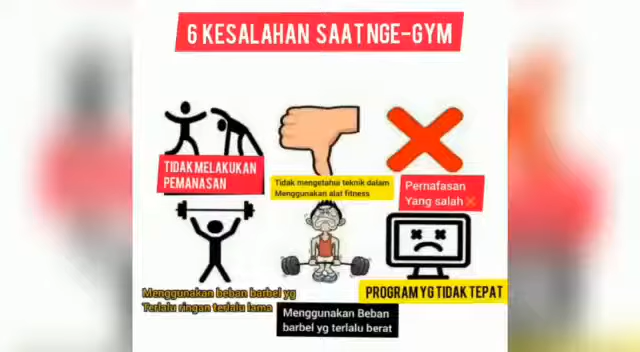 6 KESALAHAN SAAT NGE-GYM
TIDAK MELAKUKAN
PEMANASAN
Tidak mengetahui teknik dalam
Menggunakan alat fitness
Pernafasan
Yang salah ❌
Menggunakan beban barbel yg
Terlalu ringan terlalu lama
Menggunakan Beban
barbel yg terlalu berat
PROGRAM YG TIDAK TEPAT